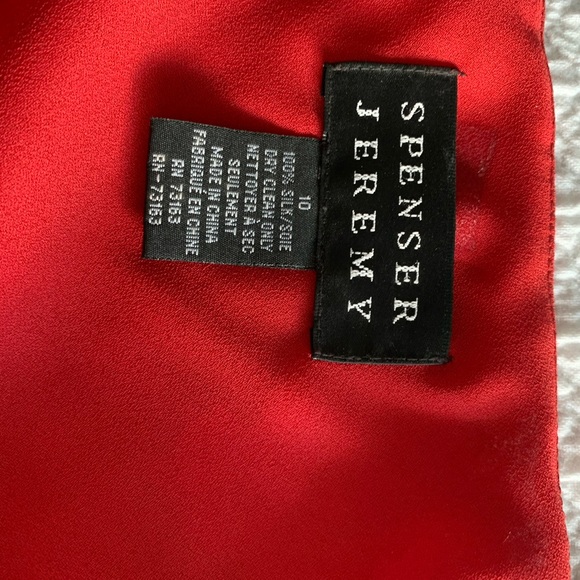 SPENSER
JEREMY
10
100% SILK/SOIE
DRY CLEAN ONLY
NETTOYER À SEC
SEULEMENT
MADE IN CHINA
FABRIQUÉ EN CHINE
RN 73163
RN- 73163